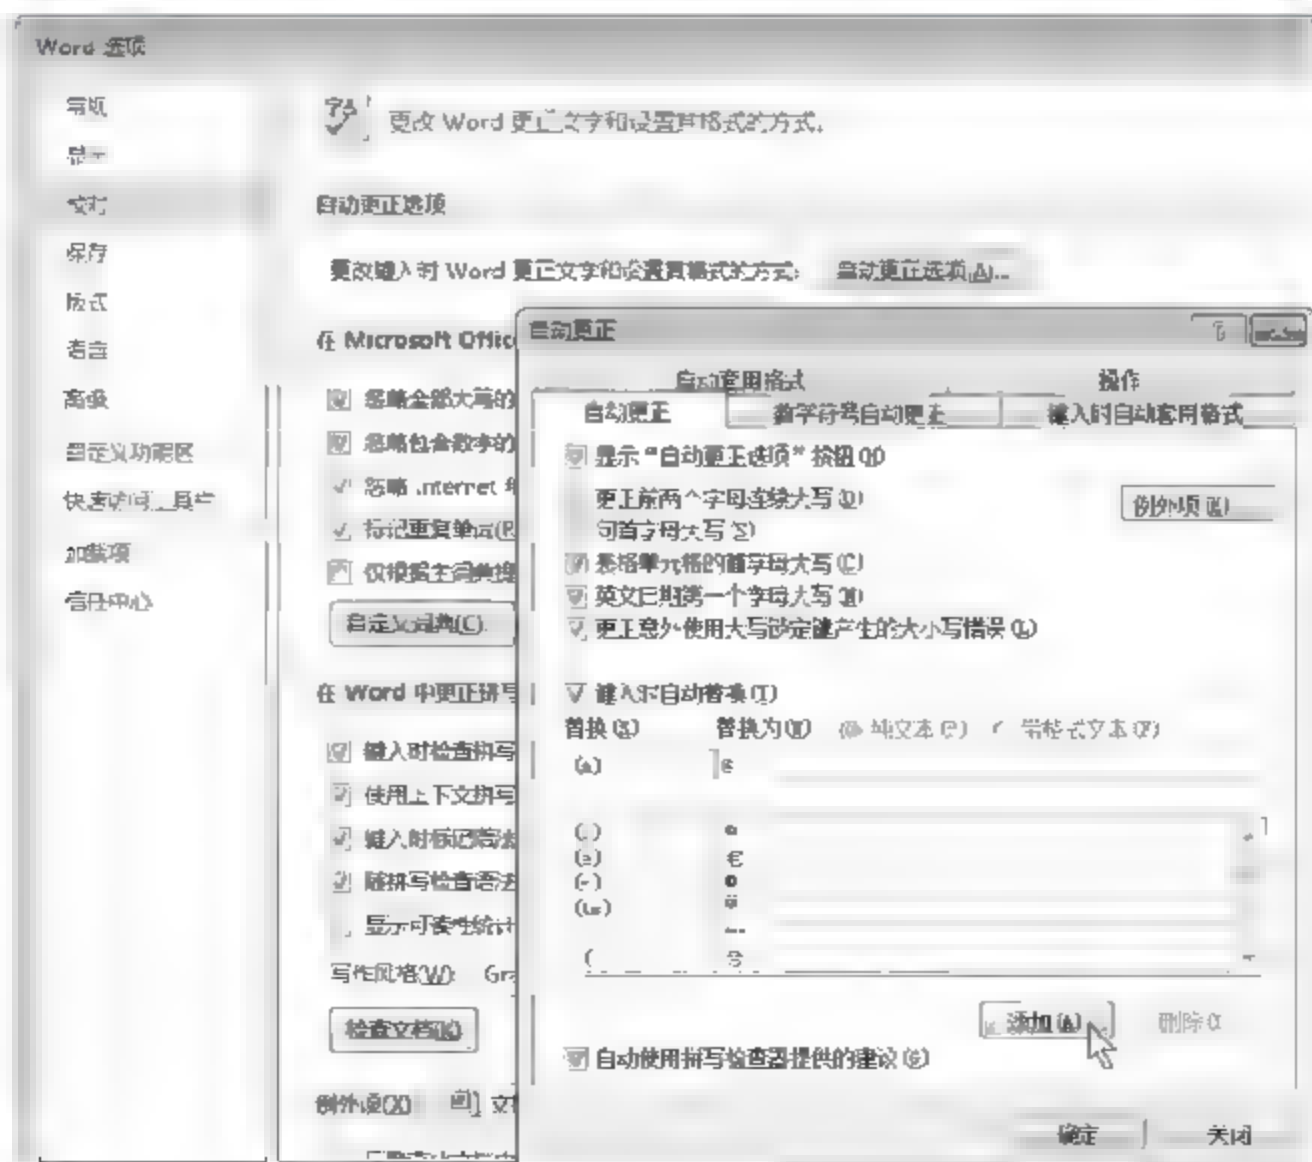 Word 选项
常规
显示
校对
保存
版式
语言
高级
自定义功能区
快速访问工具栏
加载项
信任中心
更改 Word 更正文字和设置其格式的方式。
自动更正选项
更改键入时 Word 更正文字和设置其格式的方式: 自动更正选项(A)...
在 Microsoft Offic
忽略全部大写的
忽略包含数字的
忽略 Internet
标记重复单词(R
仅根据主词典提
自定义词典(C)
在 Word 中更正拼写
键入时检查拼写
使用上下文拼写
键入时标记语法
随拼写检查语法
显示可读性统计
写作风格(W): Gra
检查文档(K)
例外项(X)
自动更正
自动套用格式 操作
自动更正 数学符号自动更正 键入时自动套用格式
显示“自动更正选项”按钮(H)
更正前两个字母连续大写(O)
例外项(E)
句首字母大写(S)
表格单元格的首字母大写(C)
英文日期第一个字母大写(N)
更正意外使用大写锁定键产生的大小写错误(L)
键入时自动替换(T)
替换(R) 替换为(W) 纯文本(P) 带格式文本(F)
(a)
(e) €
添加(A) 删除
自动使用拼写检查器提供的建议(G)
确定 关闭